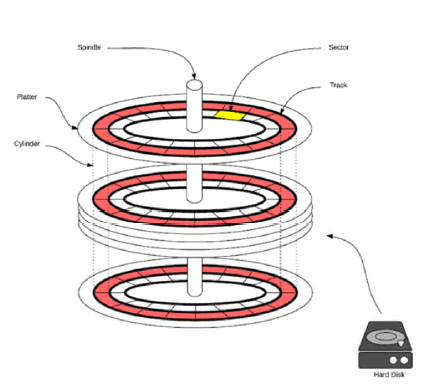 Spindle
Sector
Track
Platter
Cylinder
Hard Disk